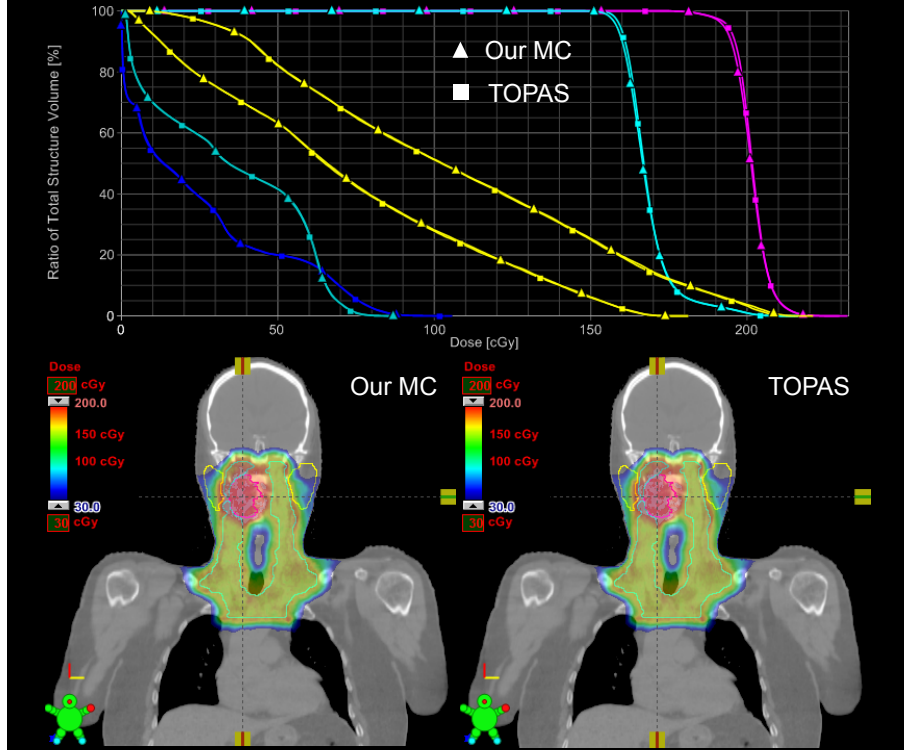 Ratio of Total Structure Volume [%]
100
80
60
40
20
0
Our MC
TOPAS
0
50
100
150
200
Dose [cGy]
Dose
200 cGy
200.0
150 cGy
100 cGy
30.0
30 cGy
Our MC
Dose
200 cGy
200.0
150 cGy
100 cGy
30.0
30 cGy
TOPAS